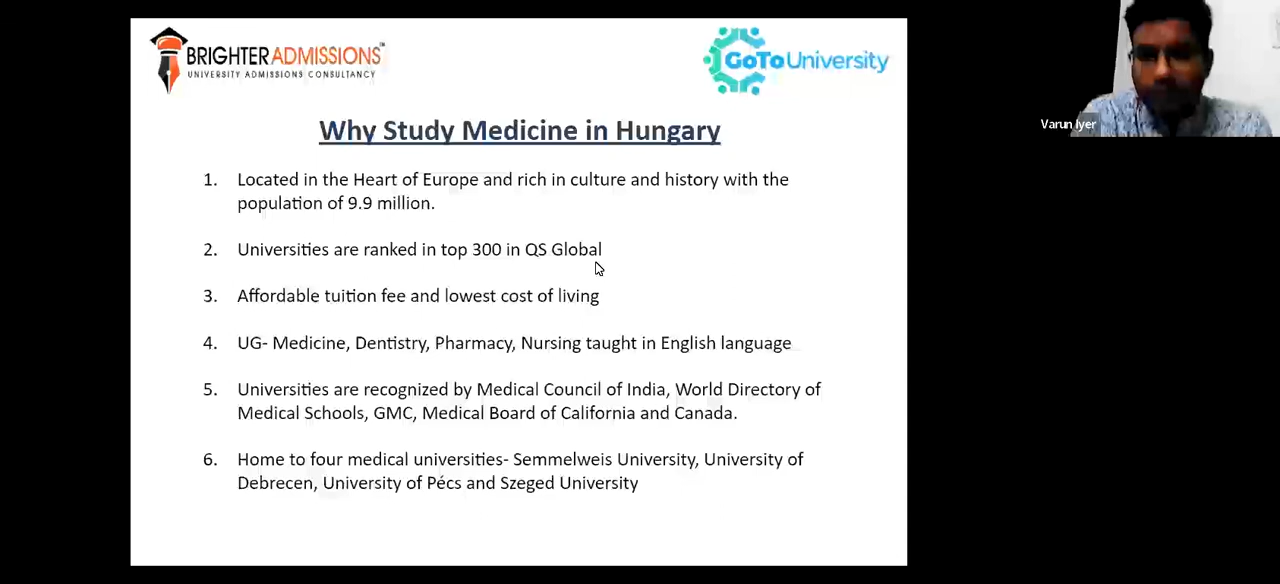 BRIGHTER ADMISSIONS™
UNIVERSITY ADMISSIONS CONSULTANCY
GoToUniversity
Varun Iyer
Why Study Medicine in Hungary
1. Located in the Heart of Europe and rich in culture and history with the
population of 9.9 million.
2. Universities are ranked in top 300 in QS Global
3. Affordable tuition fee and lowest cost of living
4. UG- Medicine, Dentistry, Pharmacy, Nursing taught in English language
5. Universities are recognized by Medical Council of India, World Directory of
Medical Schools, GMC, Medical Board of California and Canada.
6. Home to four medical universities- Semmelweis University, University of
Debrecen, University of Pécs and Szeged University